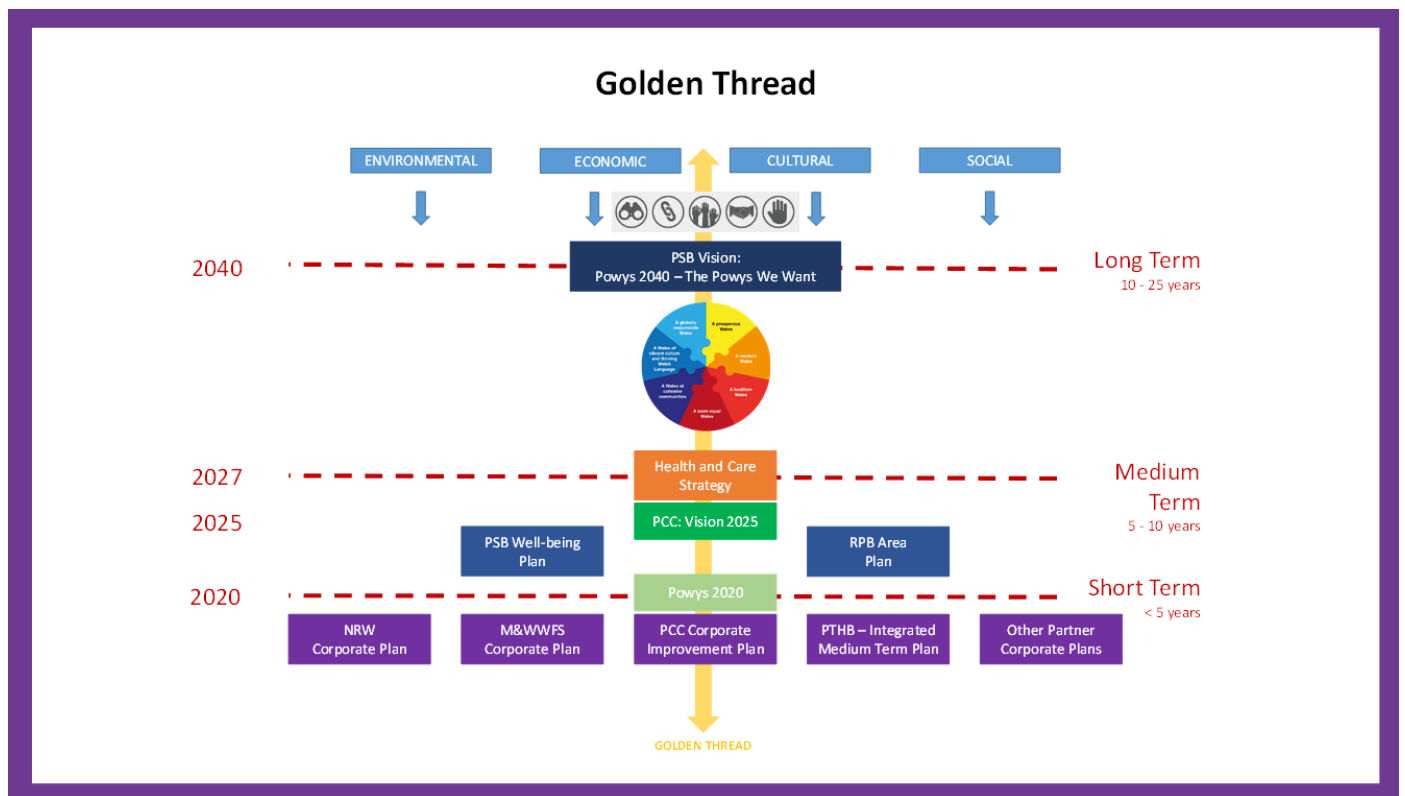 Golden Thread
ENVIRONMENTAL
ECONOMIC
CULTURAL
SOCIAL
2040
PSB Vision:
Powys 2040 – The Powys We Want
Long Term
10 - 25 years
A globally
responsible
Wales
A prosperous
Wales
A Wales of
vibrant culture
and thriving
Welsh
Language
A resilient
Wales
A Wales of
cohesive
communities
A healthier
Wales
A more equal
Wales
2027
Health and Care
Strategy
Medium
Term
5 - 10 years
2025
PCC: Vision 2025
PSB Well-being
Plan
RPB Area
Plan
2020
Powys 2020
Short Term
< 5 years
NRW
Corporate Plan
M&WWFS
Corporate Plan
PCC Corporate
Improvement Plan
PTHB – Integrated
Medium Term Plan
Other Partner
Corporate Plans
GOLDEN THREAD